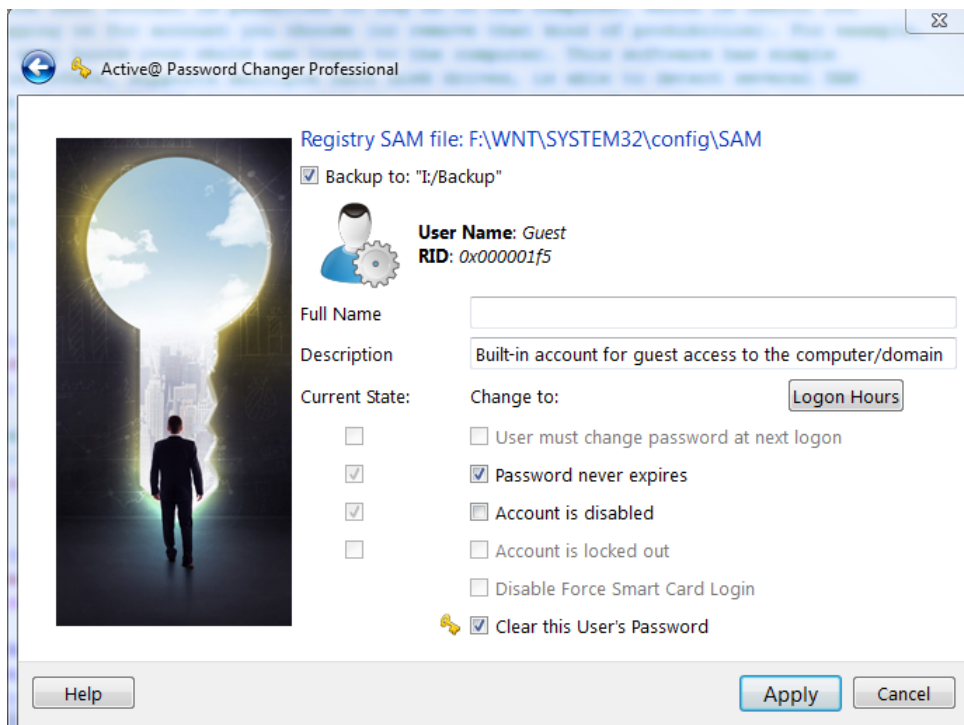 Active@ Password Changer Professional
Registry SAM file: F:\WNT\SYSTEM32\config\SAM
Backup to: "I:/Backup"
User Name: Guest
RID: 0x000001f5
Full Name
Description Built-in account for guest access to the computer/domain
Current State: Change to: Logon Hours
User must change password at next logon
Password never expires
Account is disabled
Account is locked out
Disable Force Smart Card Login
Clear this User's Password
Help Apply Cancel